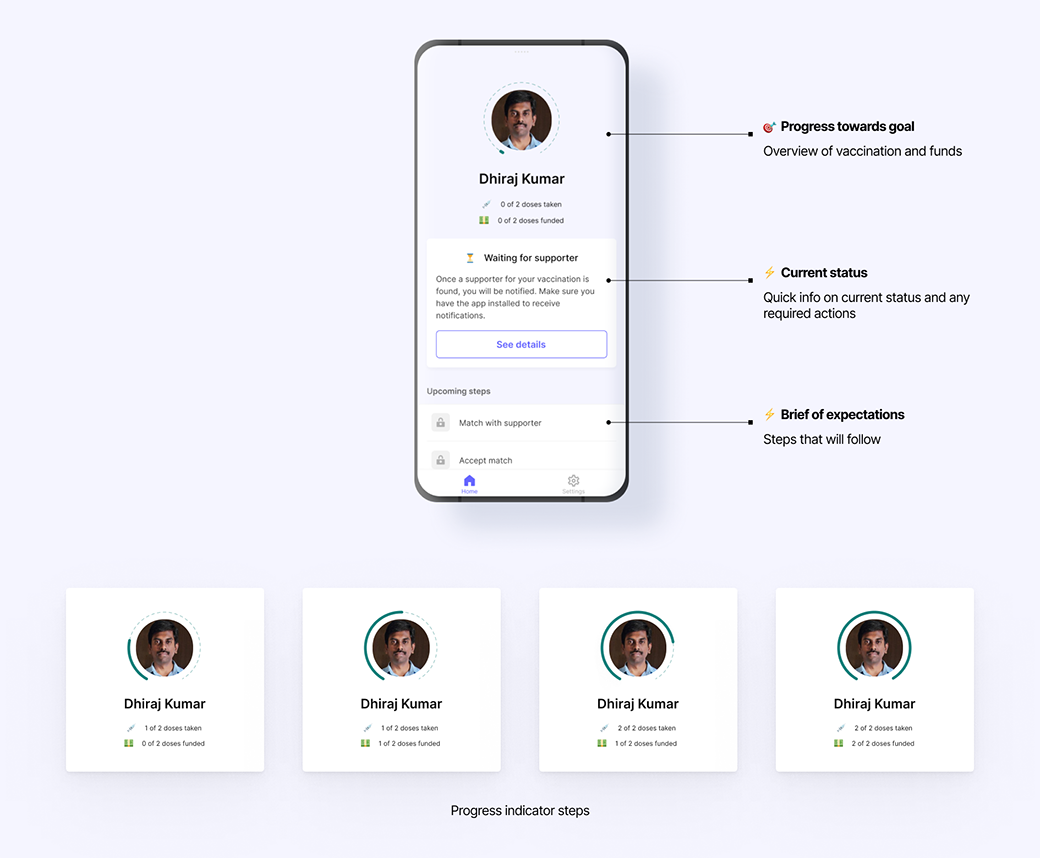 Progress towards goal
Overview of vaccination and funds
Dhiraj Kumar
0 of 2 doses taken
0 of 2 doses funded
Waiting for supporter
Once a supporter for your vaccination is
found, you will be notified. Make sure you
have the app installed to receive
notifications.
See details
Current status
Quick info on current status and any
required actions
Upcoming steps
Match with supporter
Accept match
Brief of expectations
Steps that will follow
Home
Settings
Dhiraj Kumar
1 of 2 doses taken
0 of 2 doses funded
Dhiraj Kumar
1 of 2 doses taken
1 of 2 doses funded
Dhiraj Kumar
2 of 2 doses taken
1 of 2 doses funded
Dhiraj Kumar
2 of 2 doses taken
2 of 2 doses funded
Progress indicator steps